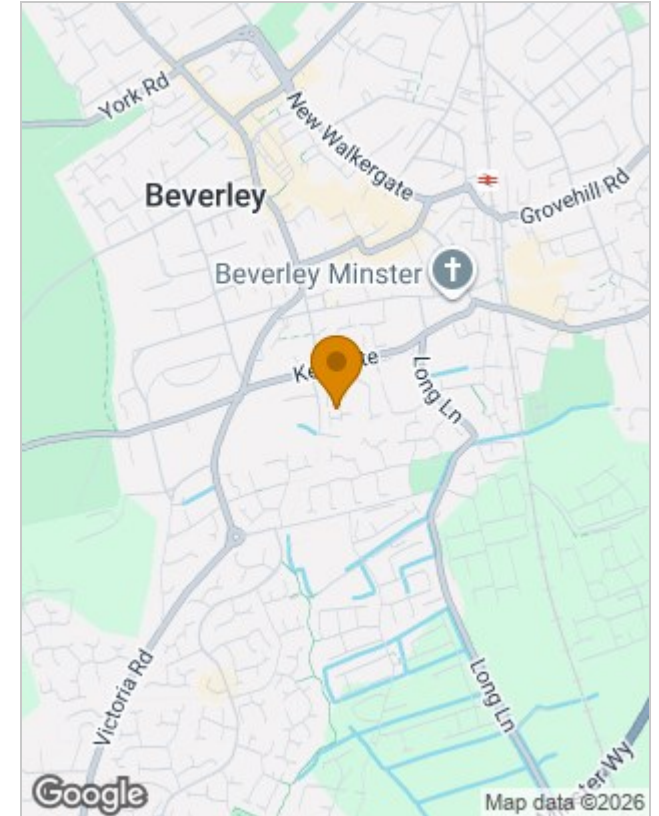 York Rd
New Walkergate
Grovehill Rd
Beverley
Beverley Minster
Long Ln
Victoria Rd
Long Ln
Google
Map data ©2026